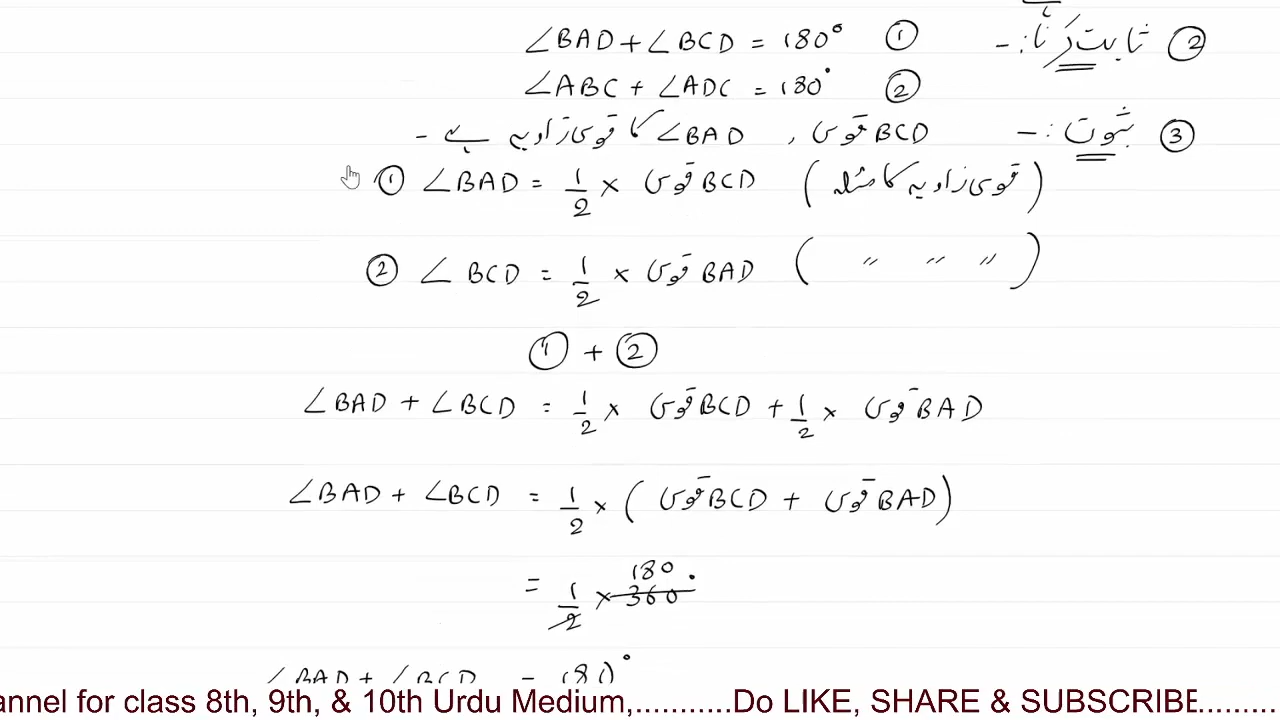 ② ثابت کرنا :- ∠BAD + ∠BCD = 180° ①
∠ABC + ∠ADC = 180° ②
③ ثبوت :- قوس BCD , ∠BAD کا قوسی زاویہ ہے -
① ∠BAD = 1/2 × قوس BCD (قوسی زاویہ کا مسئلہ)
② ∠BCD = 1/2 × قوس BAD ( " " " )
① + ②
∠BAD + ∠BCD = 1/2 × قوس BCD + 1/2 × قوس BAD
∠BAD + ∠BCD = 1/2 × ( قوس BCD + قوس BAD)
180
= 1/2 × 360°
∠BAD + ∠BCD = 180°
annel for class 8th, 9th, & 10th Urdu Medium,...........Do LIKE, SHARE & SUBSCRIBE.........